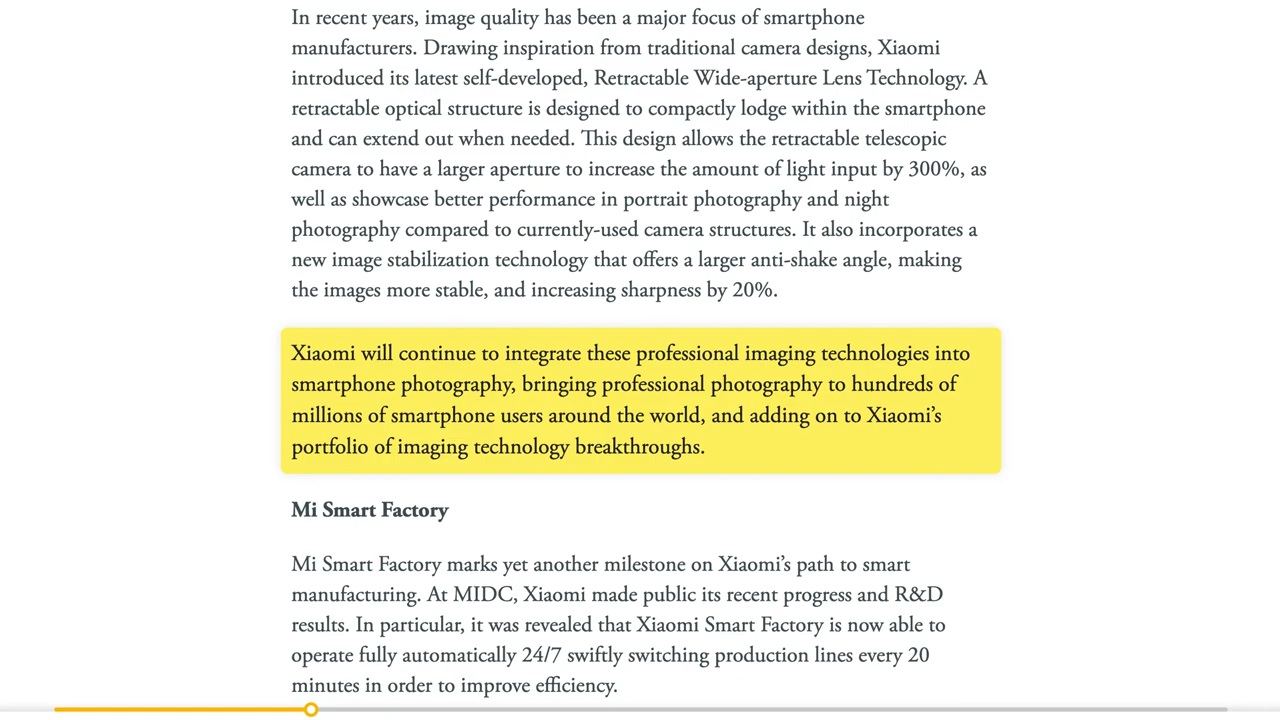 In recent years, image quality has been a major focus of smartphone
manufacturers. Drawing inspiration from traditional camera designs, Xiaomi
introduced its latest self-developed, Retractable Wide-aperture Lens Technology. A
retractable optical structure is designed to compactly lodge within the smartphone
and can extend out when needed. This design allows the retractable telescopic
camera to have a larger aperture to increase the amount of light input by 300%, as
well as showcase better performance in portrait photography and night
photography compared to currently-used camera structures. It also incorporates a
new image stabilization technology that offers a larger anti-shake angle, making
the images more stable, and increasing sharpness by 20%.
Xiaomi will continue to integrate these professional imaging technologies into
smartphone photography, bringing professional photography to hundreds of
millions of smartphone users around the world, and adding on to Xiaomi’s
portfolio of imaging technology breakthroughs.
Mi Smart Factory
Mi Smart Factory marks yet another milestone on Xiaomi’s path to smart
manufacturing. At MIDC, Xiaomi made public its recent progress and R&D
results. In particular, it was revealed that Xiaomi Smart Factory is now able to
operate fully automatically 24/7 swiftly switching production lines every 20
minutes in order to improve efficiency.